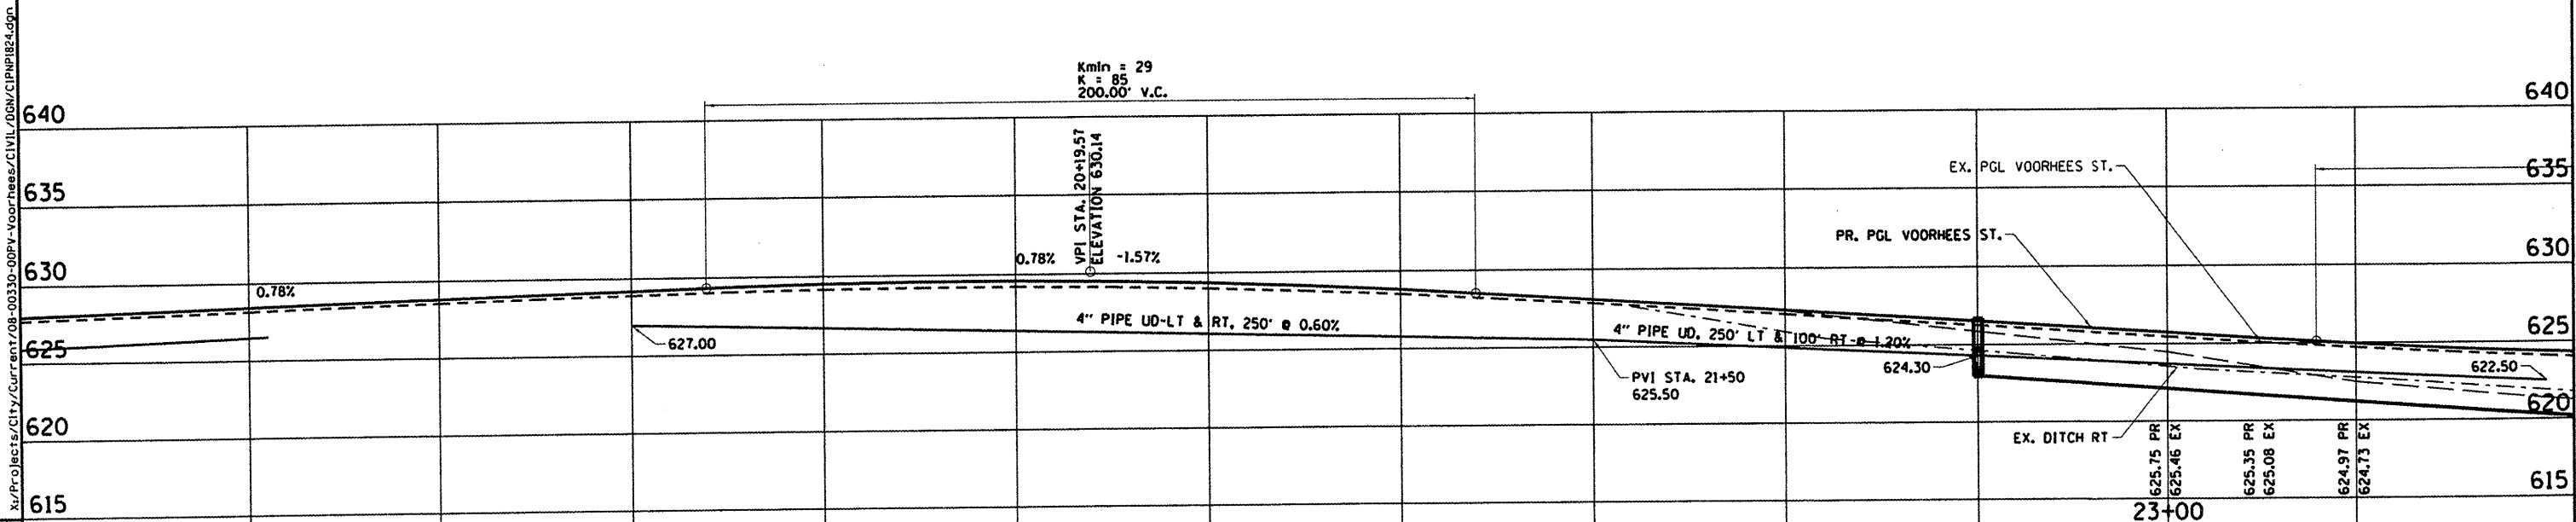 X:/Projects/City/Current/08-00330-00PV-Voorhees/CIVIL/DGN/CIPNP1824.dgn
Kmin = 29
K = 85
200.00' V.C.
640
640
VPI STA. 20+19.57
ELEVATION 630.14
EX. PGL VOORHEES ST.
635
635
PR. PGL VOORHEES ST.
0.78%
-1.57%
630
630
0.78%
4" PIPE UD-LT & RT, 250' @ 0.60%
4" PIPE UD, 250' LT & 100' RT @ 1.20%
625
625
627.00
624.30
622.50
PVI STA. 21+50
625.50
620
620
EX. DITCH RT
625.75 PR
625.46 EX
625.35 PR
625.08 EX
624.97 PR
624.73 EX
615
615
23+00